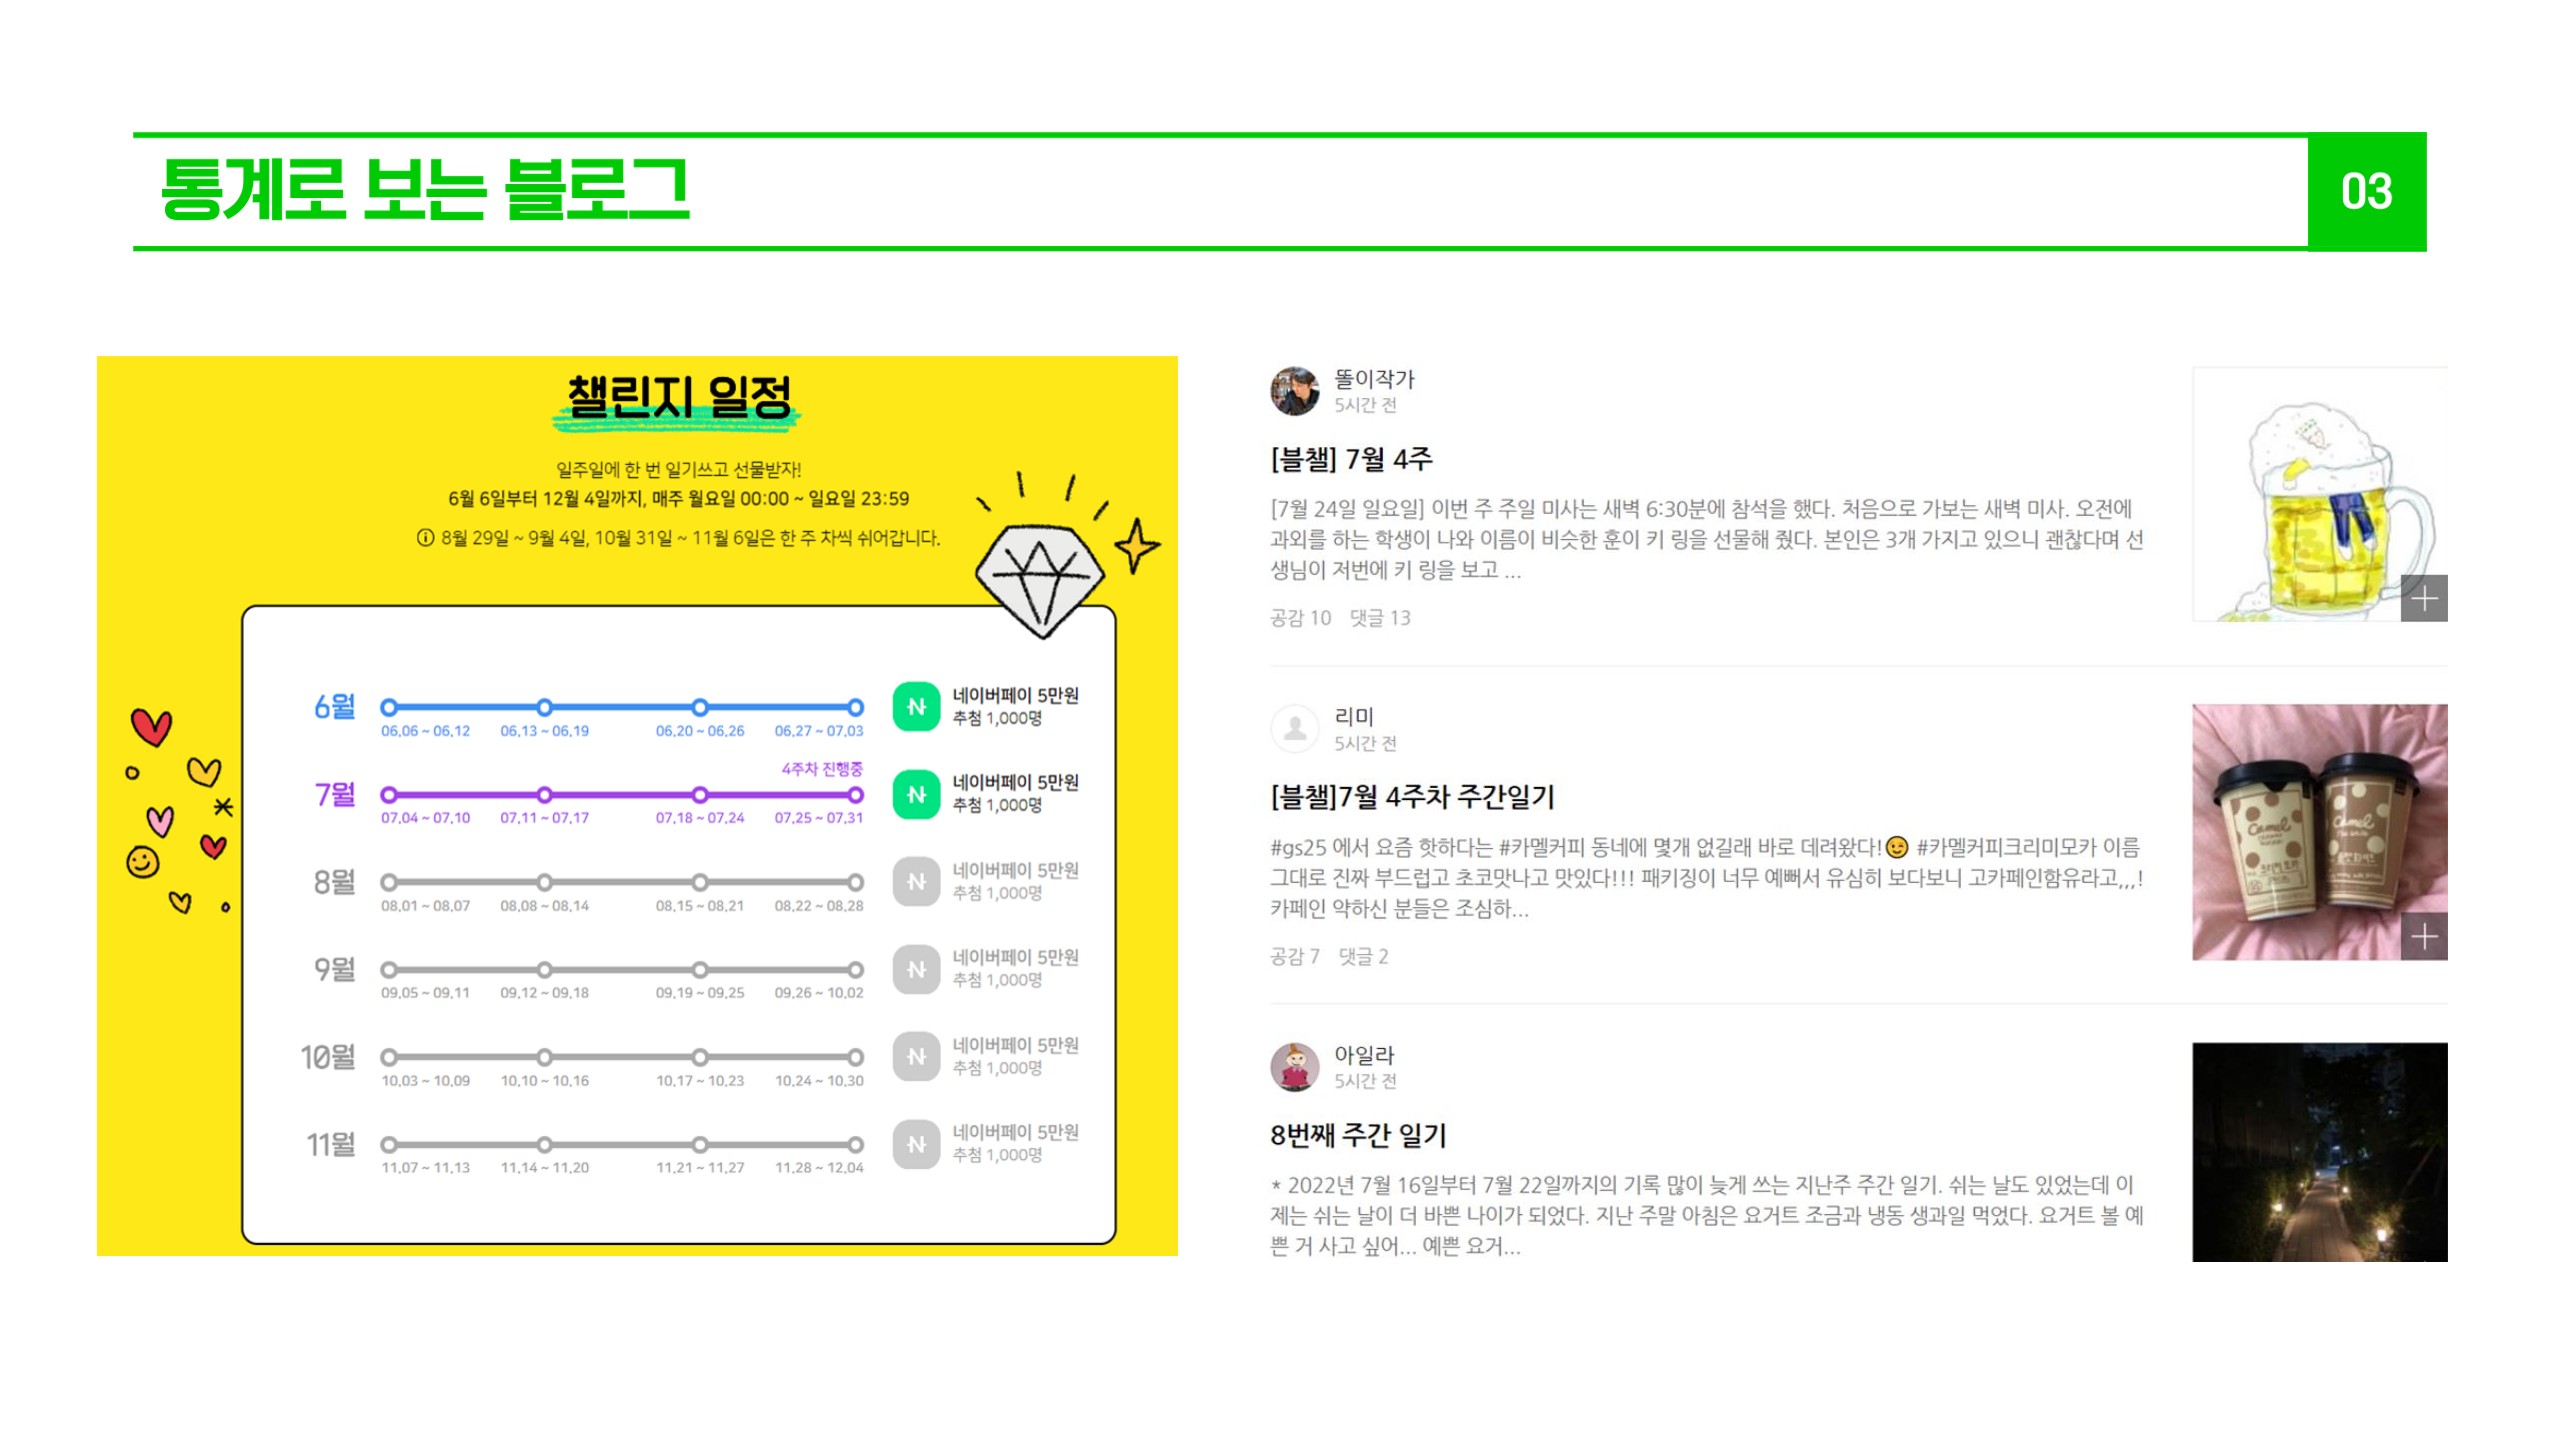 통계로 보는 블로그
03
챌린지 일정
일주일에 한 번 일기쓰고 선물받자!
6월 6일부터 12월 4일까지, 매주 월요일 00:00 ~ 일요일 23:59
8월 29일 ~ 9월 4일, 10월 31일 ~ 11월 6일은 한 주 차씩 쉬어갑니다.
6월
06.06 ~ 06.12 06.13 ~ 06.19 06.20 ~ 06.26 06.27 ~ 07.03
네이버페이 5만원
추첨 1,000명
4주차 진행중
7월
07.04 ~ 07.10 07.11 ~ 07.17 07.18 ~ 07.24 07.25 ~ 07.31
네이버페이 5만원
추첨 1,000명
8월
08.01 ~ 08.07 08.08 ~ 08.14 08.15 ~ 08.21 08.22 ~ 08.28
네이버페이 5만원
추첨 1,000명
9월
09.05 ~ 09.11 09.12 ~ 09.18 09.19 ~ 09.25 09.26 ~ 10.02
네이버페이 5만원
추첨 1,000명
10월
10.03 ~ 10.09 10.10 ~ 10.16 10.17 ~ 10.23 10.24 ~ 10.30
네이버페이 5만원
추첨 1,000명
11월
11.07 ~ 11.13 11.14 ~ 11.20 11.21 ~ 11.27 11.28 ~ 12.04
네이버페이 5만원
추첨 1,000명
똘이작가
5시간 전
[블챌] 7월 4주
[7월 24일 일요일] 이번 주 주일 미사는 새벽 6:30분에 참석을 했다. 처음으로 가보는 새벽 미사. 오전에
과외를 하는 학생이 나와 이름이 비슷한 훈이 키 링을 선물해 줬다. 본인은 3개 가지고 있으니 괜찮다며 선
생님이 저번에 키 링을 보고 ...
공감 10 댓글 13
리미
5시간 전
[블챌]7월 4주차 주간일기
#gs25 에서 요즘 핫하다는 #카멜커피 동네에 몇개 없길래 바로 데려왔다!😉 #카멜커피크리미모카 이름
그대로 진짜 부드럽고 초코맛나고 맛있다!!! 패키징이 너무 예뻐서 유심히 보다보니 고카페인함유라고,,,!
카페인 약하신 분들은 조심하...
공감 7 댓글 2
Camel
Camel
아일라
5시간 전
8번째 주간 일기
* 2022년 7월 16일부터 7월 22일까지의 기록 많이 늦게 쓰는 지난주 주간 일기. 쉬는 날도 있었는데 이
제는 쉬는 날이 더 바쁜 나이가 되었다. 지난 주말 아침은 요거트 조금과 냉동 생과일 먹었다. 요거트 볼 예
쁜 거 사고 싶어... 예쁜 요거...